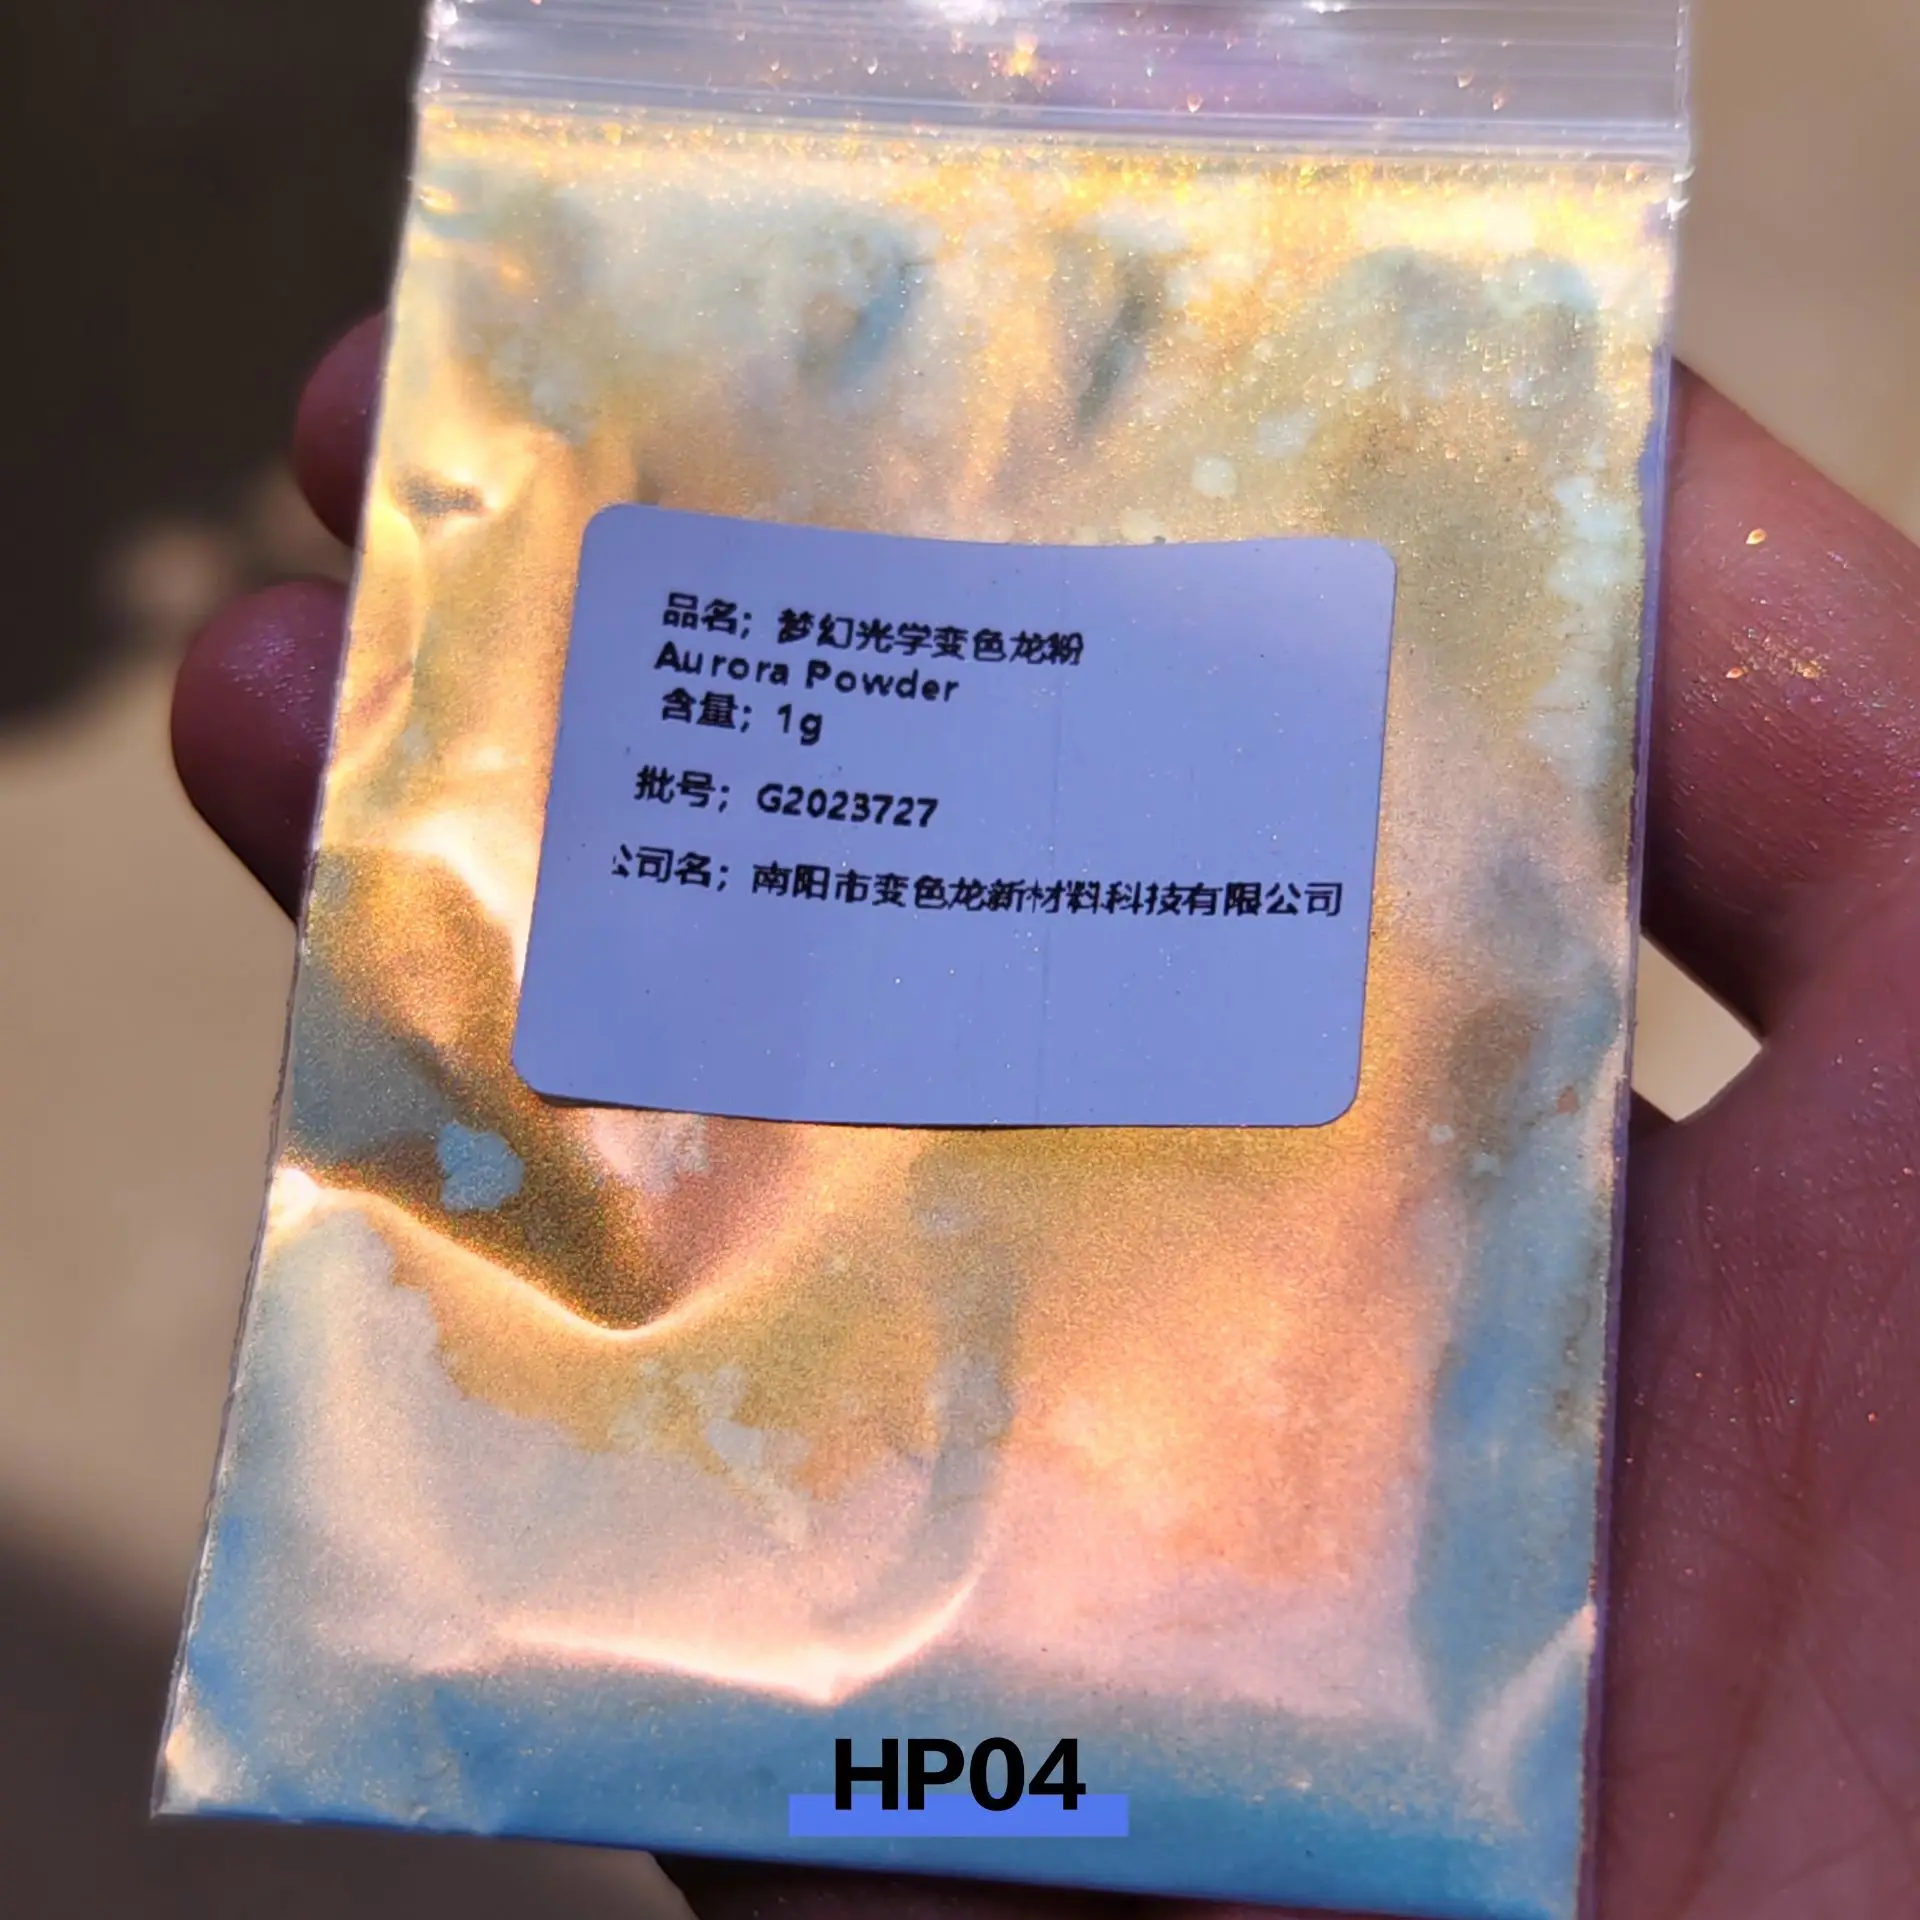 品名；梦幻光学变色龙粉
Aurora Powder
含量；1g
批号；G2023727
公司名；南阳市变色龙新材料科技有限公司
HP04